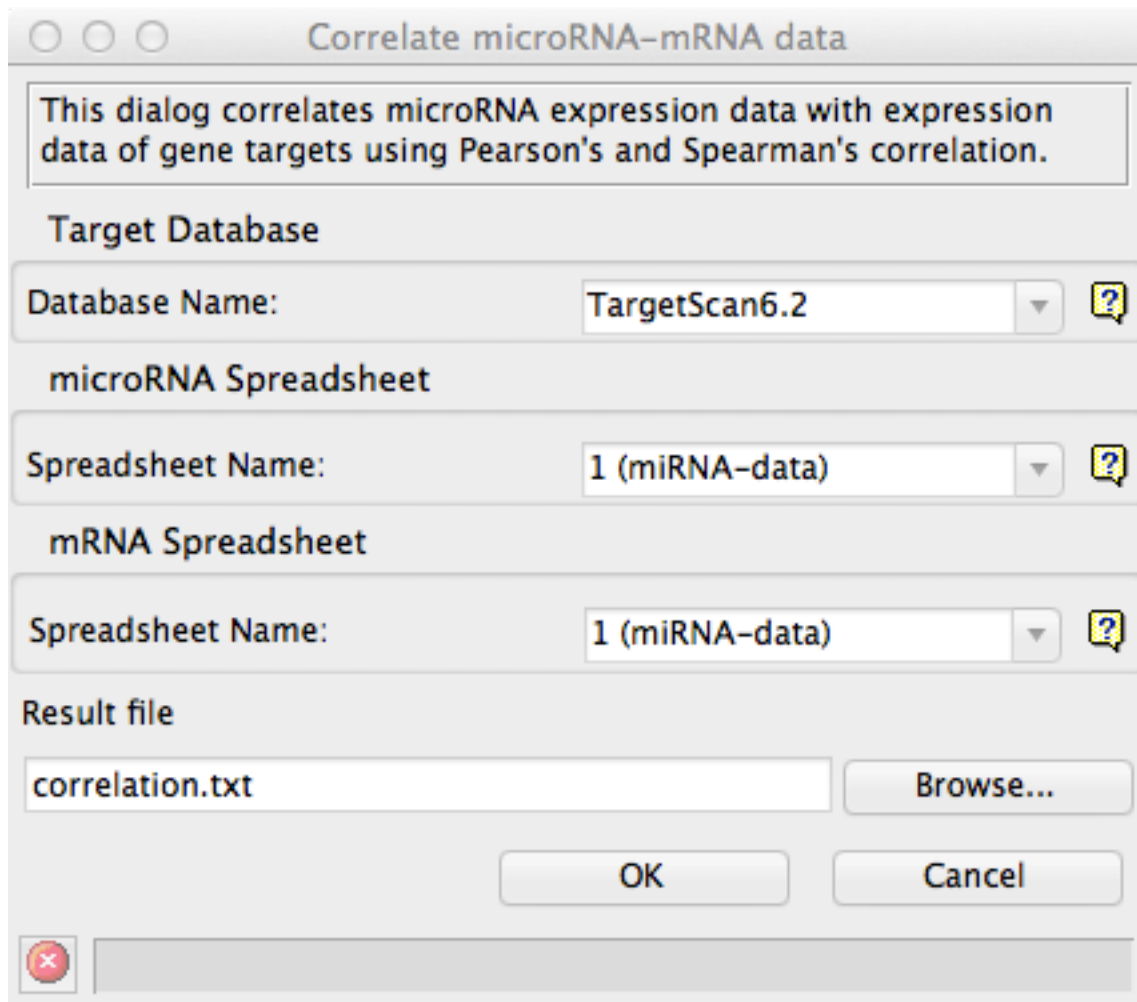 Correlate microRNA-mRNA data
This dialog correlates microRNA expression data with expression
data of gene targets using Pearson's and Spearman's correlation.
Target Database
Database Name: TargetScan6.2 ?
microRNA Spreadsheet
Spreadsheet Name: 1 (miRNA-data) ?
mRNA Spreadsheet
Spreadsheet Name: 1 (miRNA-data) ?
Result file
correlation.txt Browse...
OK Cancel